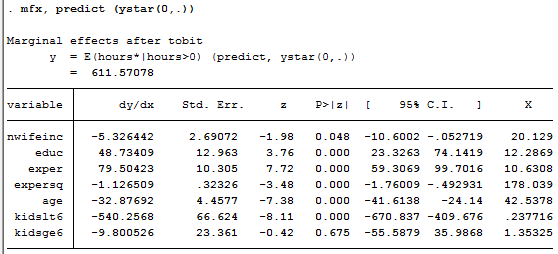 . mfx, predict (ystar(0,.))
Marginal effects after tobit
y = E(hours*|hours>0) (predict, ystar(0,.))
= 611.57078
variable dy/dx Std. Err. z P>|z| [ 95% C.I. ] X
nwifeinc -5.326442 2.69072 -1.98 0.048 -10.6002 -.052719 20.129
educ 48.73409 12.963 3.76 0.000 23.3263 74.1419 12.2869
exper 79.50423 10.305 7.72 0.000 59.3069 99.7016 10.6308
expersq -1.126509 .32326 -3.48 0.000 -1.76009 -.492931 178.039
age -32.87692 4.4577 -7.38 0.000 -41.6138 -24.14 42.5378
kidslt6 -540.2568 66.624 -8.11 0.000 -670.837 -409.676 .237716
kidsge6 -9.800526 23.361 -0.42 0.675 -55.5879 35.9868 1.35325